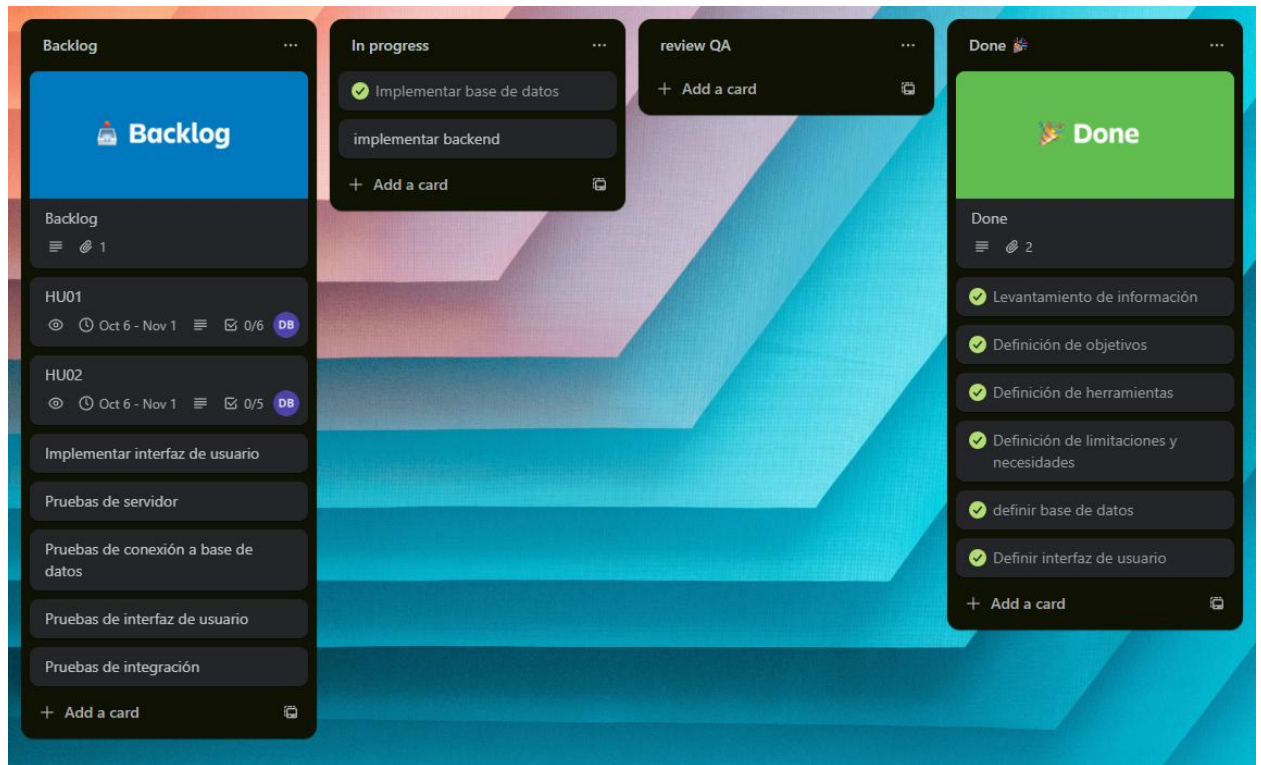 Backlog
Backlog
Backlog
1
HU01
Oct 6 - Nov 1 0/6 DB
HU02
Oct 6 - Nov 1 0/5 DB
Implementar interfaz de usuario
Pruebas de servidor
Pruebas de conexión a base de
datos
Pruebas de interfaz de usuario
Pruebas de integración
+ Add a card
In progress
Implementar base de datos
implementar backend
+ Add a card
review QA
+ Add a card
Done 🎉
🎉 Done
Done
2
Levantamiento de información
Definición de objetivos
Definición de herramientas
Definición de limitaciones y
necesidades
definir base de datos
Definir interfaz de usuario
+ Add a card